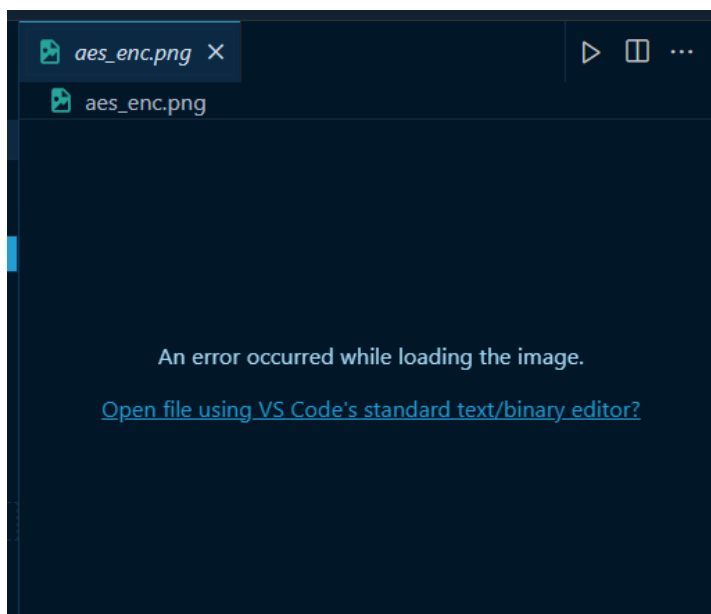 aes_enc.png
aes_enc.png
An error occurred while loading the image.
Open file using VS Code's standard text/binary editor?